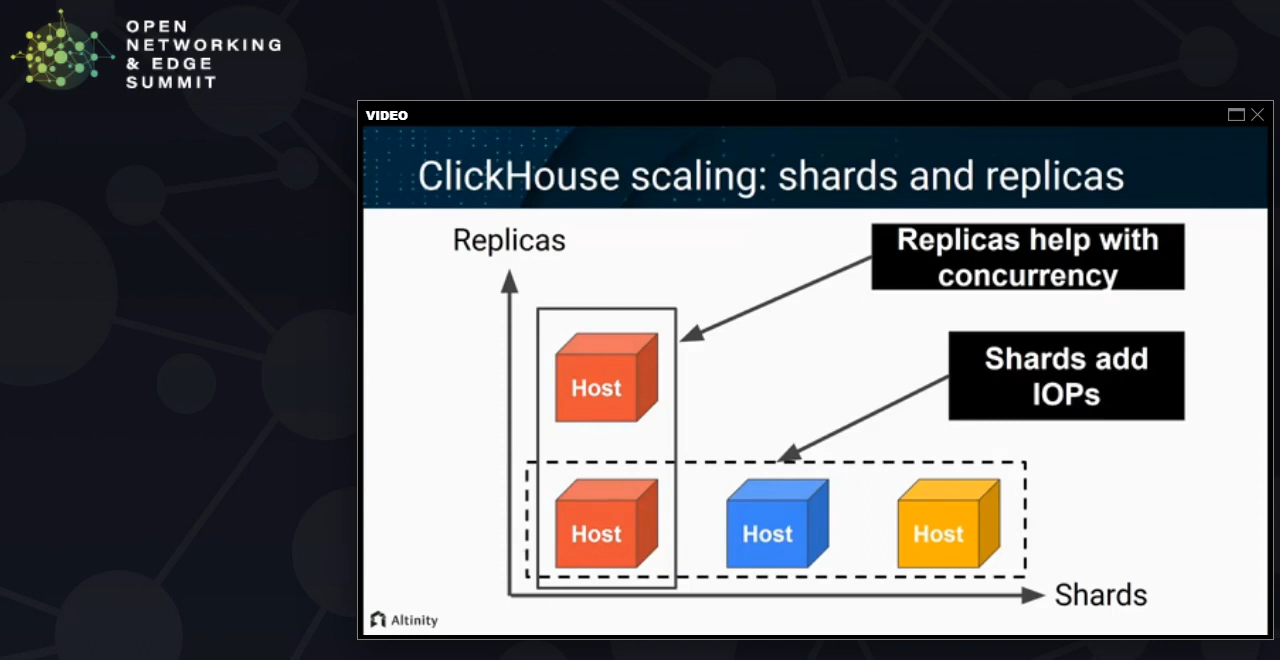 OPEN
NETWORKING
& EDGE
SUMMIT
VIDEO
ClickHouse scaling: shards and replicas
Replicas
Replicas help with
concurrency
Shards add
IOPs
Host
Host
Host
Host
Shards
Altinity